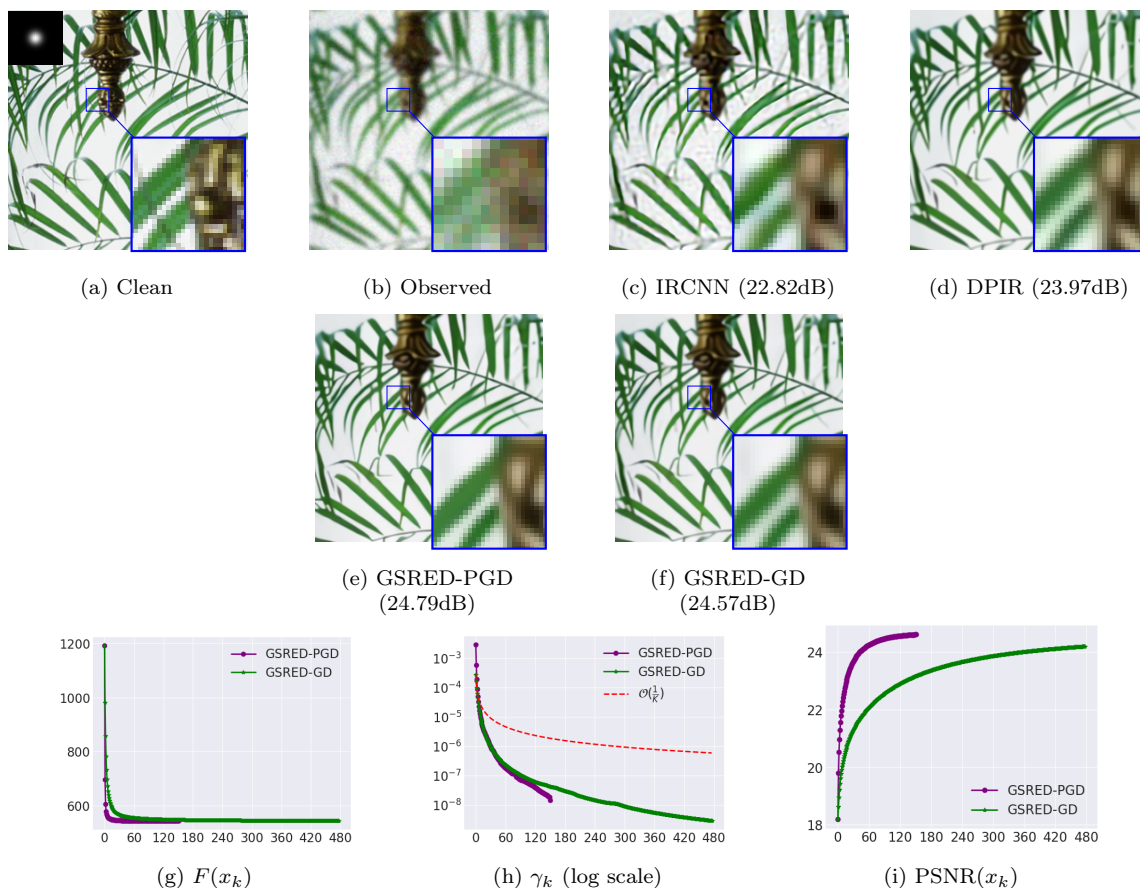 (a) Clean
(b) Observed
(c) IRCNN (22.82dB)
(d) DPIR (23.97dB)
(e) GSRED-PGD
(24.79dB)
(f) GSRED-GD
(24.57dB)
1200
1000
800
600
GSRED-PGD
GSRED-GD
0 60 120 180 240 300 360 420 480
(g) F(x_k)
10^{-3}
10^{-4}
10^{-5}
10^{-6}
10^{-7}
10^{-8}
GSRED-PGD
GSRED-GD
O(1/K)
0 60 120 180 240 300 360 420 480
(h) γ_k (log scale)
24
22
20
18
GSRED-PGD
GSRED-GD
0 60 120 180 240 300 360 420 480
(i) PSNR(x_k)